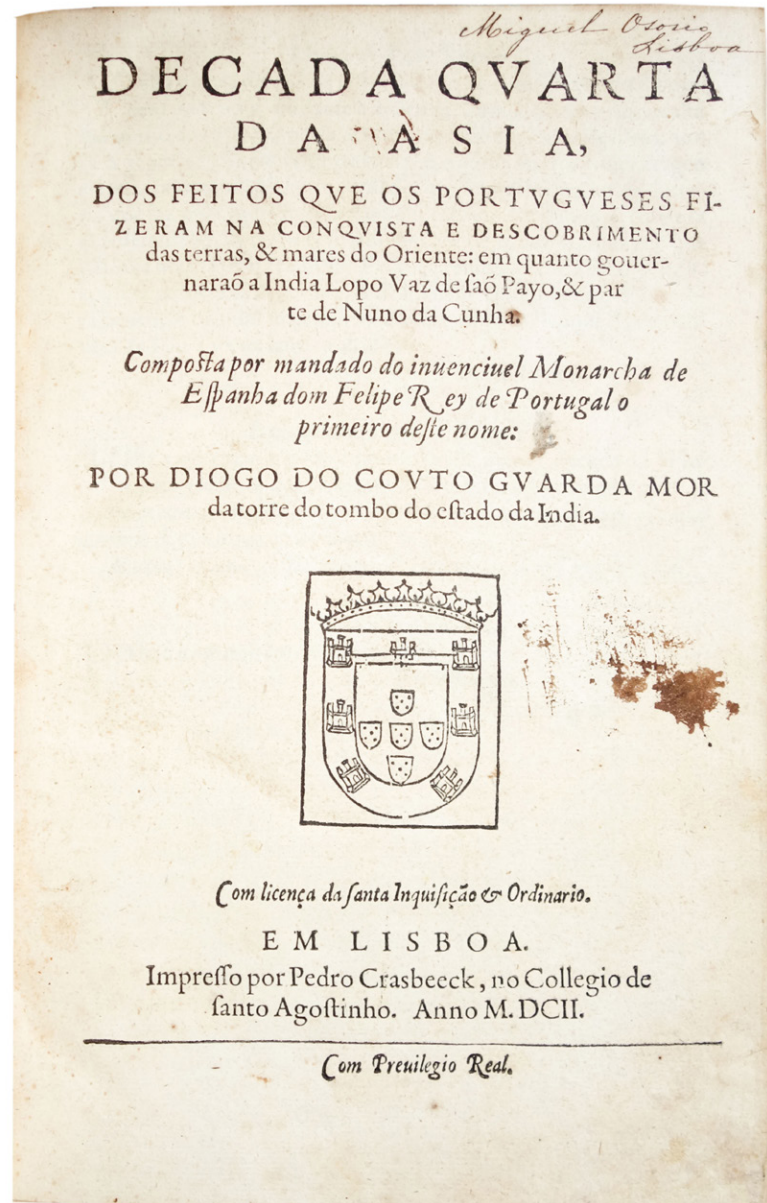 Miguel Osorio
Lisboa
DECADA QVARTA
DA ASIA,
DOS FEITOS QVE OS PORTVGVESES FI-
ZERAM NA CONQVISTA E DESCOBRIMENTO
das terras, & mares do Oriente: em quanto gouer-
naraõ a India Lopo Vaz de ſaõ Payo, & par
te de Nuno da Cunha.
Compoſta por mandado do inuenciuel Monarcha de
Eſpanha dom Felipe Rey de Portugal o
primeiro deſte nome:
POR DIOGO DO COVTO GVARDA MOR
da torre do tombo do eſtado da India.
Com licença da ſanta Inquiſição & Ordinario.
EM LISBOA.
Impreſſo por Pedro Crasbeeck, no Collegio de
ſanto Agoſtinho. Anno M. DCII.
Com Preuilegio Real.